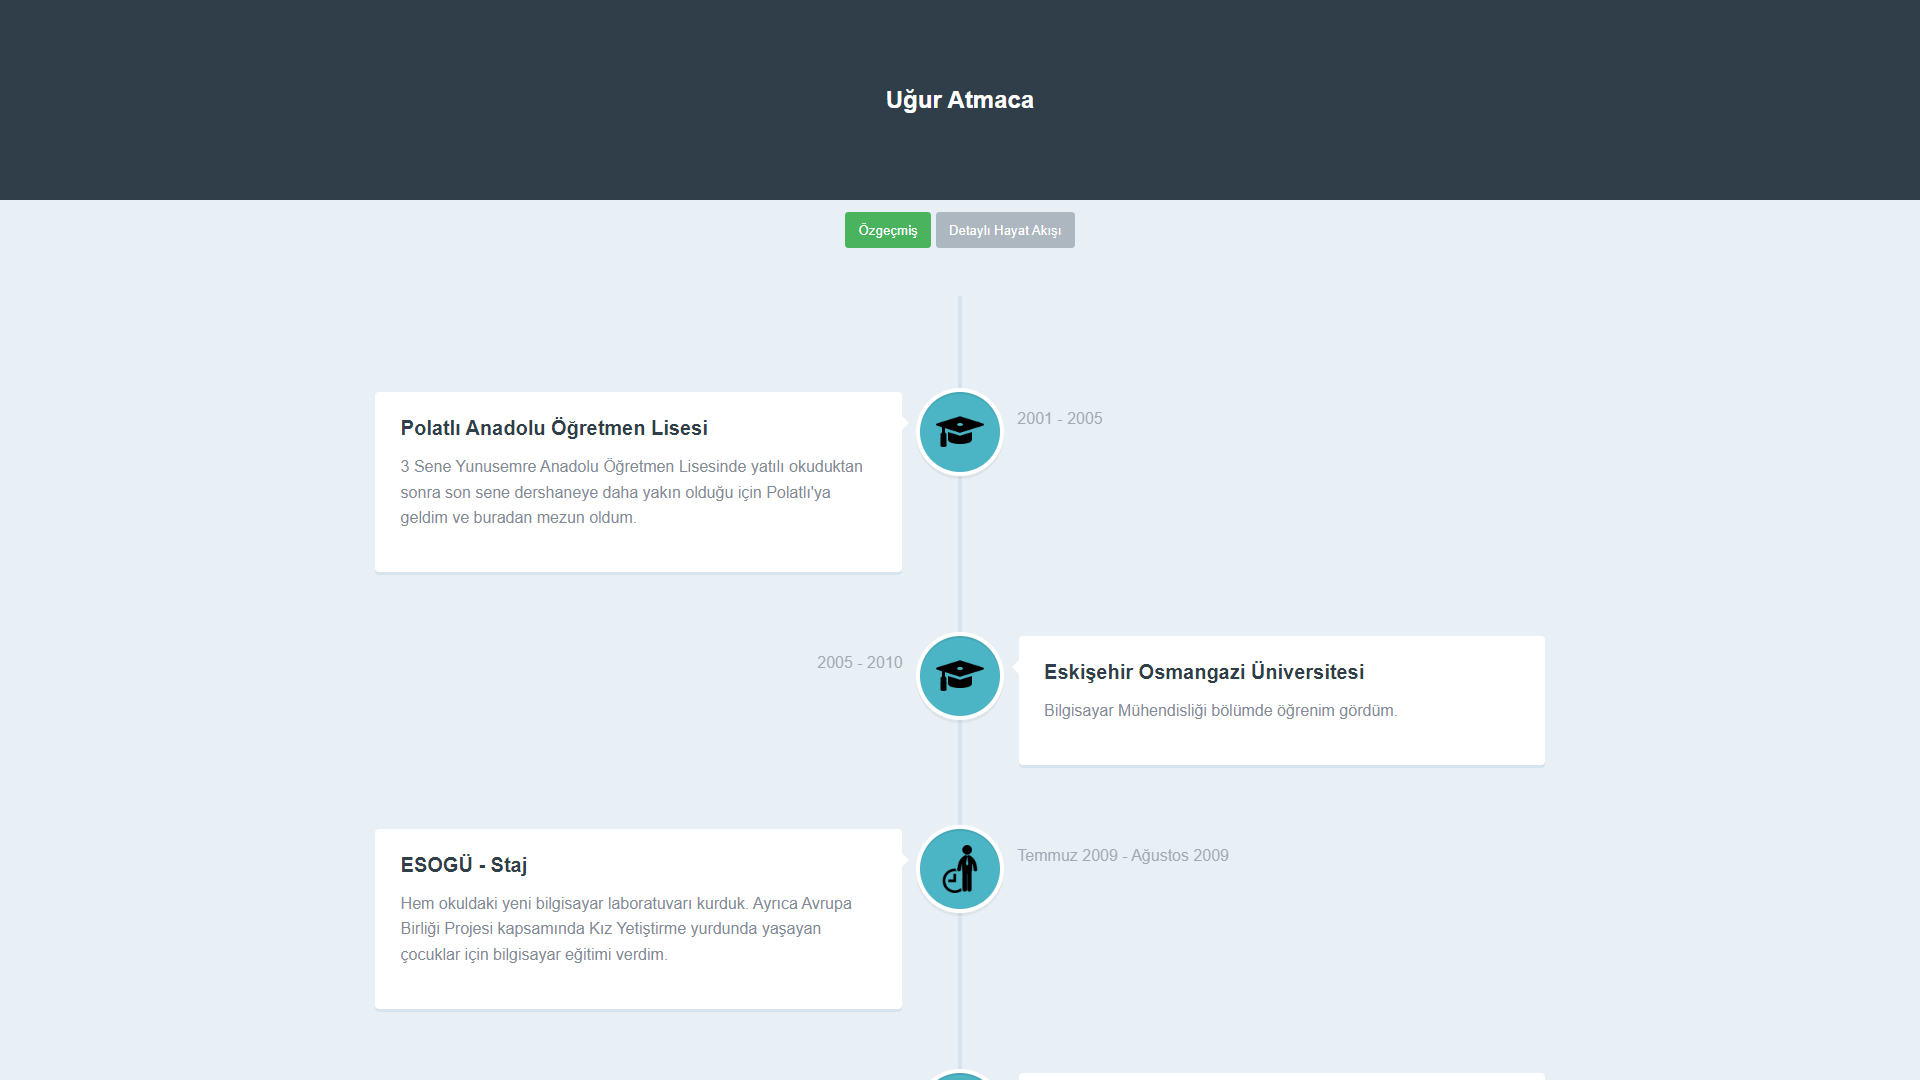 Uğur Atmaca
Özgeçmiş
Detaylı Hayat Akışı
Polatlı Anadolu Öğretmen Lisesi
3 Sene Yunusemre Anadolu Öğretmen Lisesinde yatılı okuduktan
sonra son sene dershaneye daha yakın olduğu için Polatlı'ya
geldim ve buradan mezun oldum.
2001 - 2005
2005 - 2010
Eskişehir Osmangazi Üniversitesi
Bilgisayar Mühendisliği bölümde öğrenim gördüm.
ESOGÜ - Staj
Hem okuldaki yeni bilgisayar laboratuvarı kurduk. Ayrıca Avrupa
Birliği Projesi kapsamında Kız Yetiştirme yurdunda yaşayan
çocuklar için bilgisayar eğitimi verdim.
Temmuz 2009 - Ağustos 2009